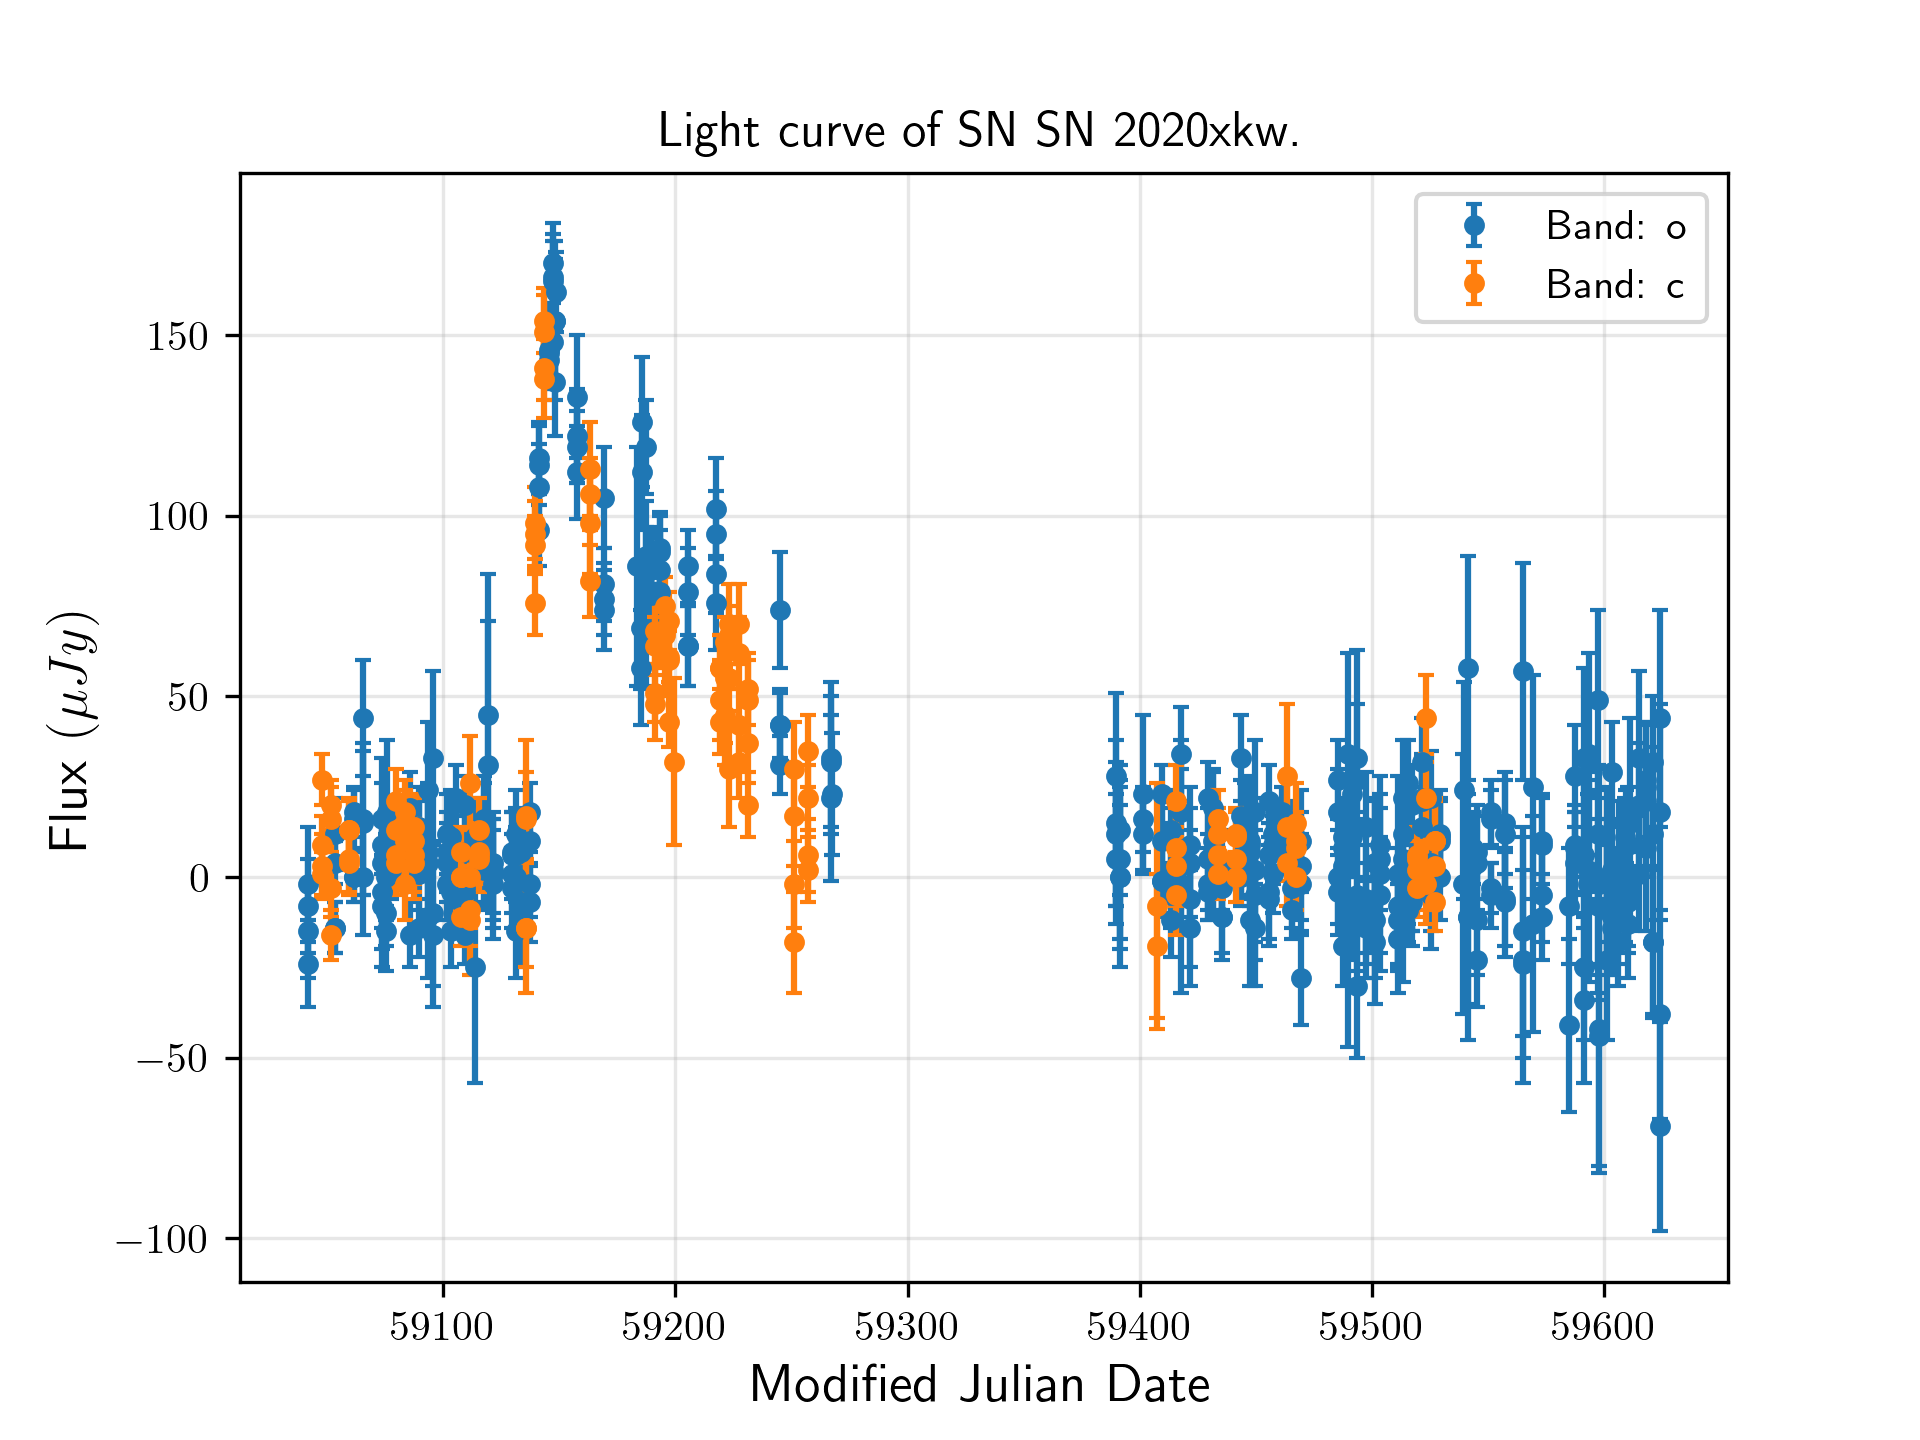 Light curve of SN SN 2020xkw.
Band: o
Band: c
150
100
50
0
−50
−100
Flux (μJy)
59100 59200 59300 59400 59500 59600
Modified Julian Date